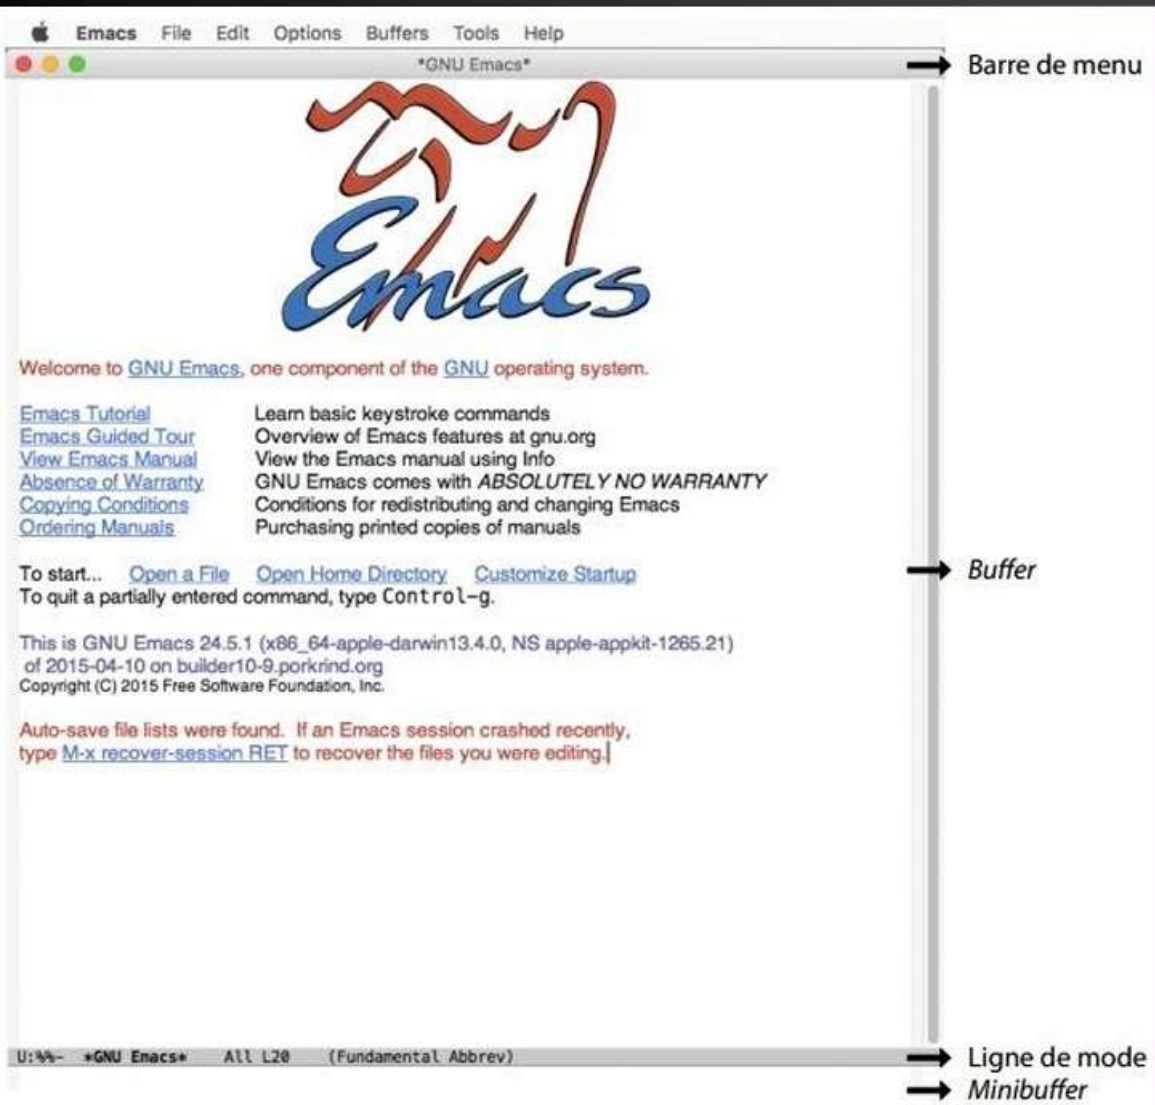 Emacs File Edit Options Buffers Tools Help
*GNU Emacs*
Barre de menu
Emacs
Welcome to GNU Emacs, one component of the GNU operating system.
Emacs Tutorial Learn basic keystroke commands
Emacs Guided Tour Overview of Emacs features at gnu.org
View Emacs Manual View the Emacs manual using Info
Absence of Warranty GNU Emacs comes with ABSOLUTELY NO WARRANTY
Copying Conditions Conditions for redistributing and changing Emacs
Ordering Manuals Purchasing printed copies of manuals
To start... Open a File Open Home Directory Customize Startup
Buffer
To quit a partially entered command, type Control-g.
This is GNU Emacs 24.5.1 (x86_64-apple-darwin13.4.0, NS apple-appkit-1265.21)
of 2015-04-10 on builder10-9.porkrind.org
Copyright (C) 2015 Free Software Foundation, Inc.
Auto-save file lists were found. If an Emacs session crashed recently,
type M-x recover-session RET to recover the files you were editing.
U:%%- *GNU Emacs* All L20 (Fundamental Abbrev)
Ligne de mode
Minibuffer